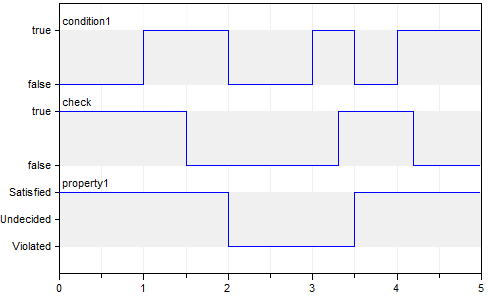 condition1
true
false
check
true
false
property1
Satisfied
Undecided
Violated
0 1 2 3 4 5